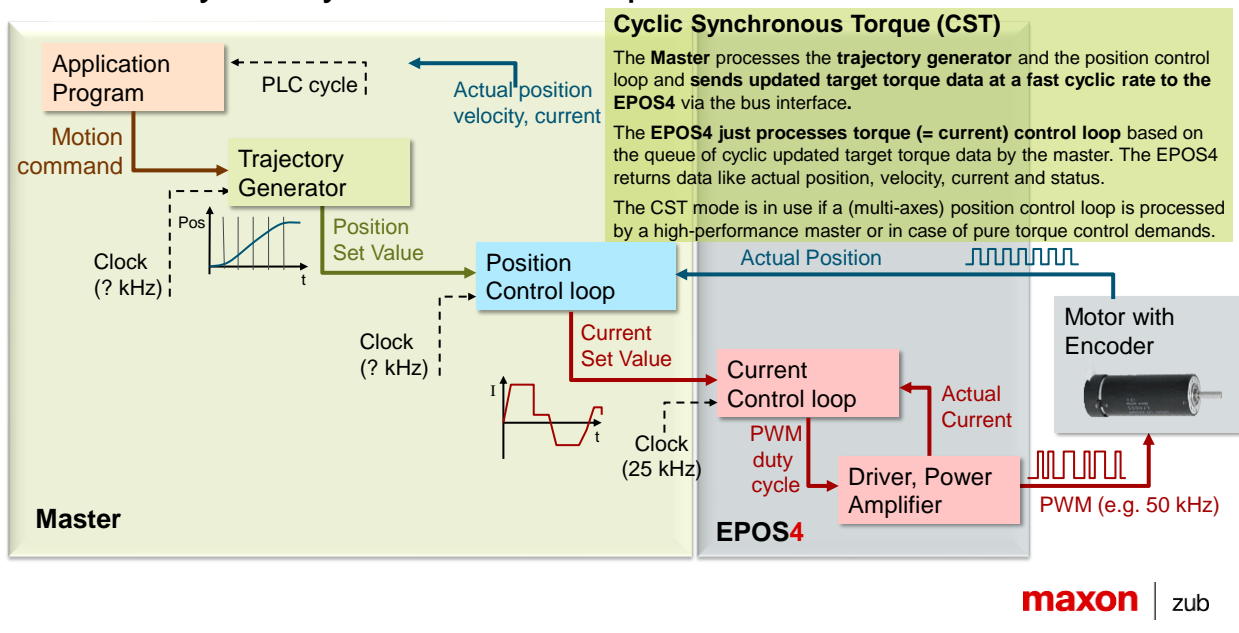 Cyclic Synchronous Torque (CST)
The Master processes the trajectory generator and the position control
loop and sends updated target torque data at a fast cyclic rate to the
EPOS4 via the bus interface.
The EPOS4 just processes torque (= current) control loop based on
the queue of cyclic updated target torque data by the master. The EPOS4
returns data like actual position, velocity, current and status.
The CST mode is in use if a (multi-axes) position control loop is processed
by a high-performance master or in case of pure torque control demands.
Application
Program
PLC cycle
Actual position
velocity, current
Motion
command
Trajectory
Generator
Pos
t
Clock
(? kHz)
Position
Set Value
Position
Control loop
Actual Position
Clock
(? kHz)
Current
Set Value
I
t
Motor with
Encoder
Current
Control loop
Actual
Current
Clock
(25 kHz)
PWM
duty
cycle
Driver, Power
Amplifier
PWM (e.g. 50 kHz)
Master
EPOS4
maxon | zub